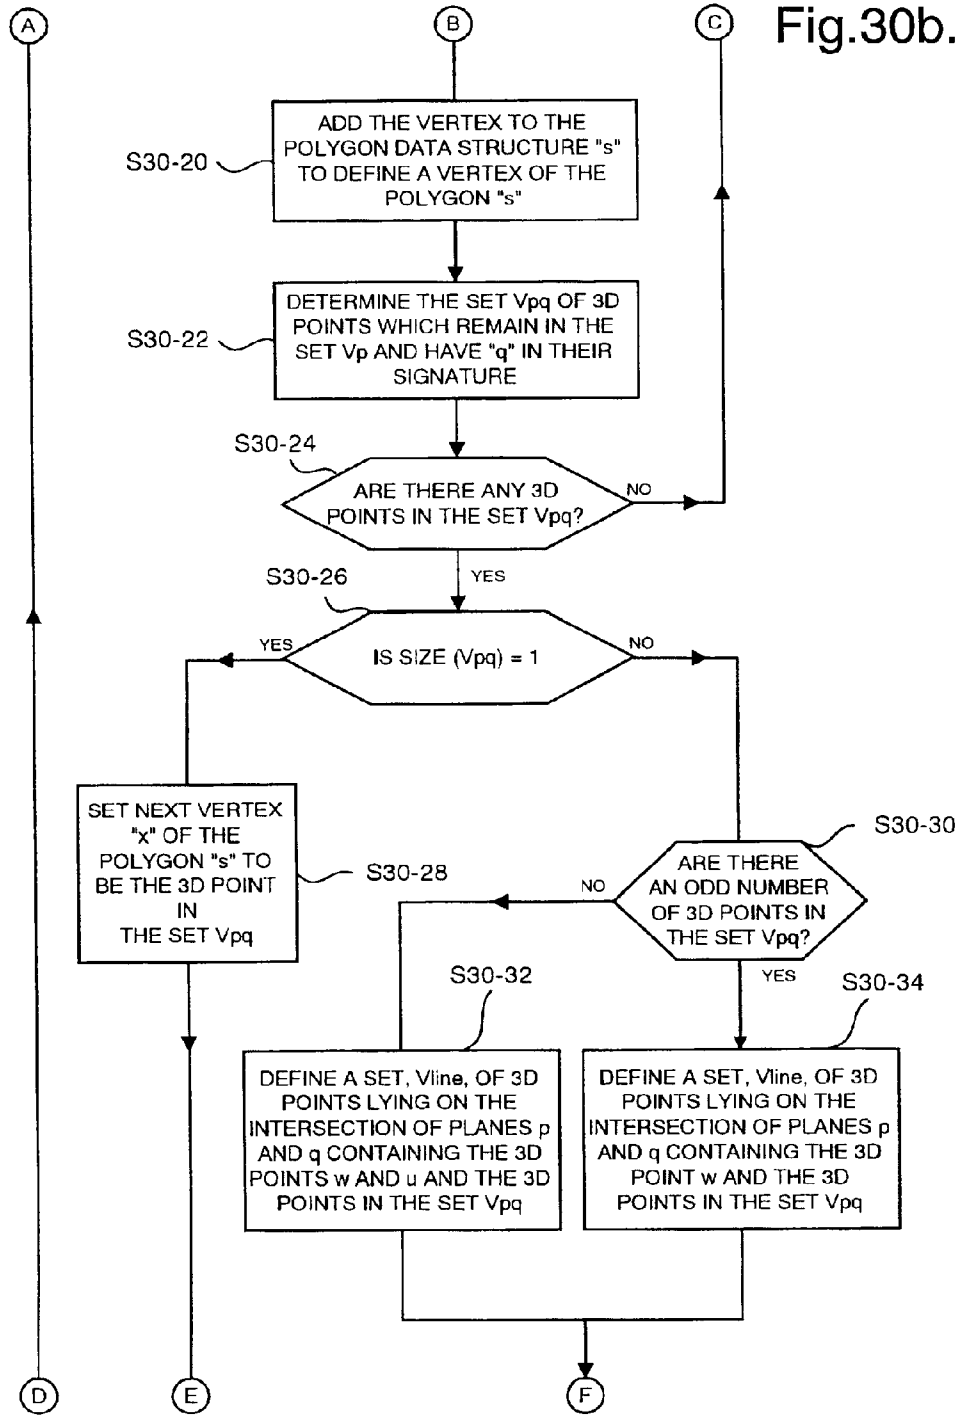 A
B
C
Fig.30b.
S30-20
ADD THE VERTEX TO THE
POLYGON DATA STRUCTURE "s"
TO DEFINE A VERTEX OF THE
POLYGON "s"
S30-22
DETERMINE THE SET Vpq OF 3D
POINTS WHICH REMAIN IN THE
SET Vp AND HAVE "q" IN THEIR
SIGNATURE
S30-24
ARE THERE ANY 3D
POINTS IN THE SET Vpq?
NO
YES
S30-26
IS SIZE (Vpq) = 1
YES
NO
SET NEXT VERTEX
"x" OF THE
POLYGON "s" TO
BE THE 3D POINT
IN
THE SET Vpq
S30-28
S30-30
ARE THERE
AN ODD NUMBER
OF 3D POINTS IN
THE SET Vpq?
NO
YES
S30-32
DEFINE A SET, Vline, OF 3D
POINTS LYING ON THE
INTERSECTION OF PLANES p
AND q CONTAINING THE 3D
POINTS w AND u AND THE 3D
POINTS IN THE SET Vpq
S30-34
DEFINE A SET, Vline, OF 3D
POINTS LYING ON THE
INTERSECTION OF PLANES p
AND q CONTAINING THE 3D
POINT w AND THE 3D
POINTS IN THE SET Vpq
D
E
F